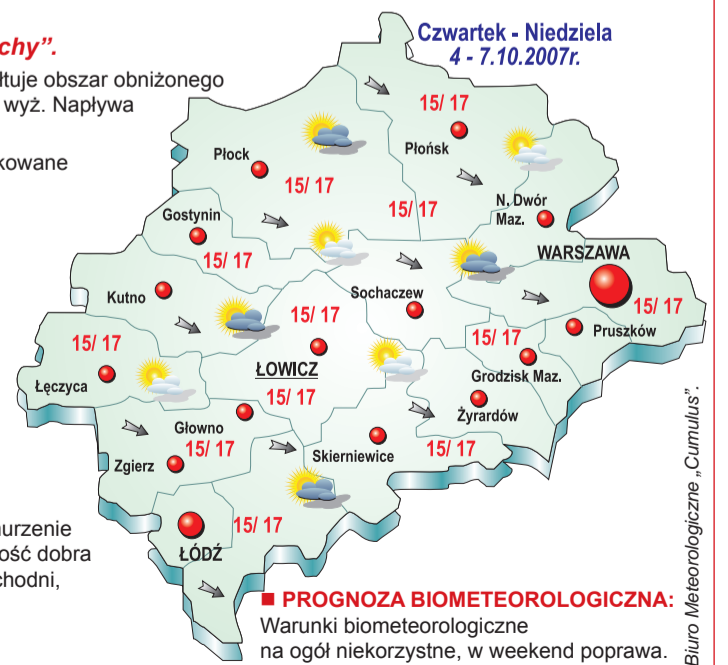 chy”.
Czwartek - Niedziela
4 - 7.10.2007r.
łtuje obszar obniżonego
wyż. Napływa
kowane
15/ 17
Płońsk
Płock
15/ 17
15/ 17
N. Dwór
Maz.
Gostynin
15/ 17
WARSZAWA
Kutno
Sochaczew
15/ 17
15/ 17
Pruszków
15/ 17
15/ 17
ŁOWICZ
Łęczyca
Grodzisk Maz.
15/ 17
Żyrardów
Głowno
15/ 17
Skierniewice
15/ 17
Zgierz
15/ 17
ŁÓDŹ
murzenie
ość dobra
chodni,
■ PROGNOZA BIOMETEOROLOGICZNA:
Warunki biometeorologiczne
na ogół niekorzystne, w weekend poprawa.
Biuro Meteorologiczne „Cumulus”.